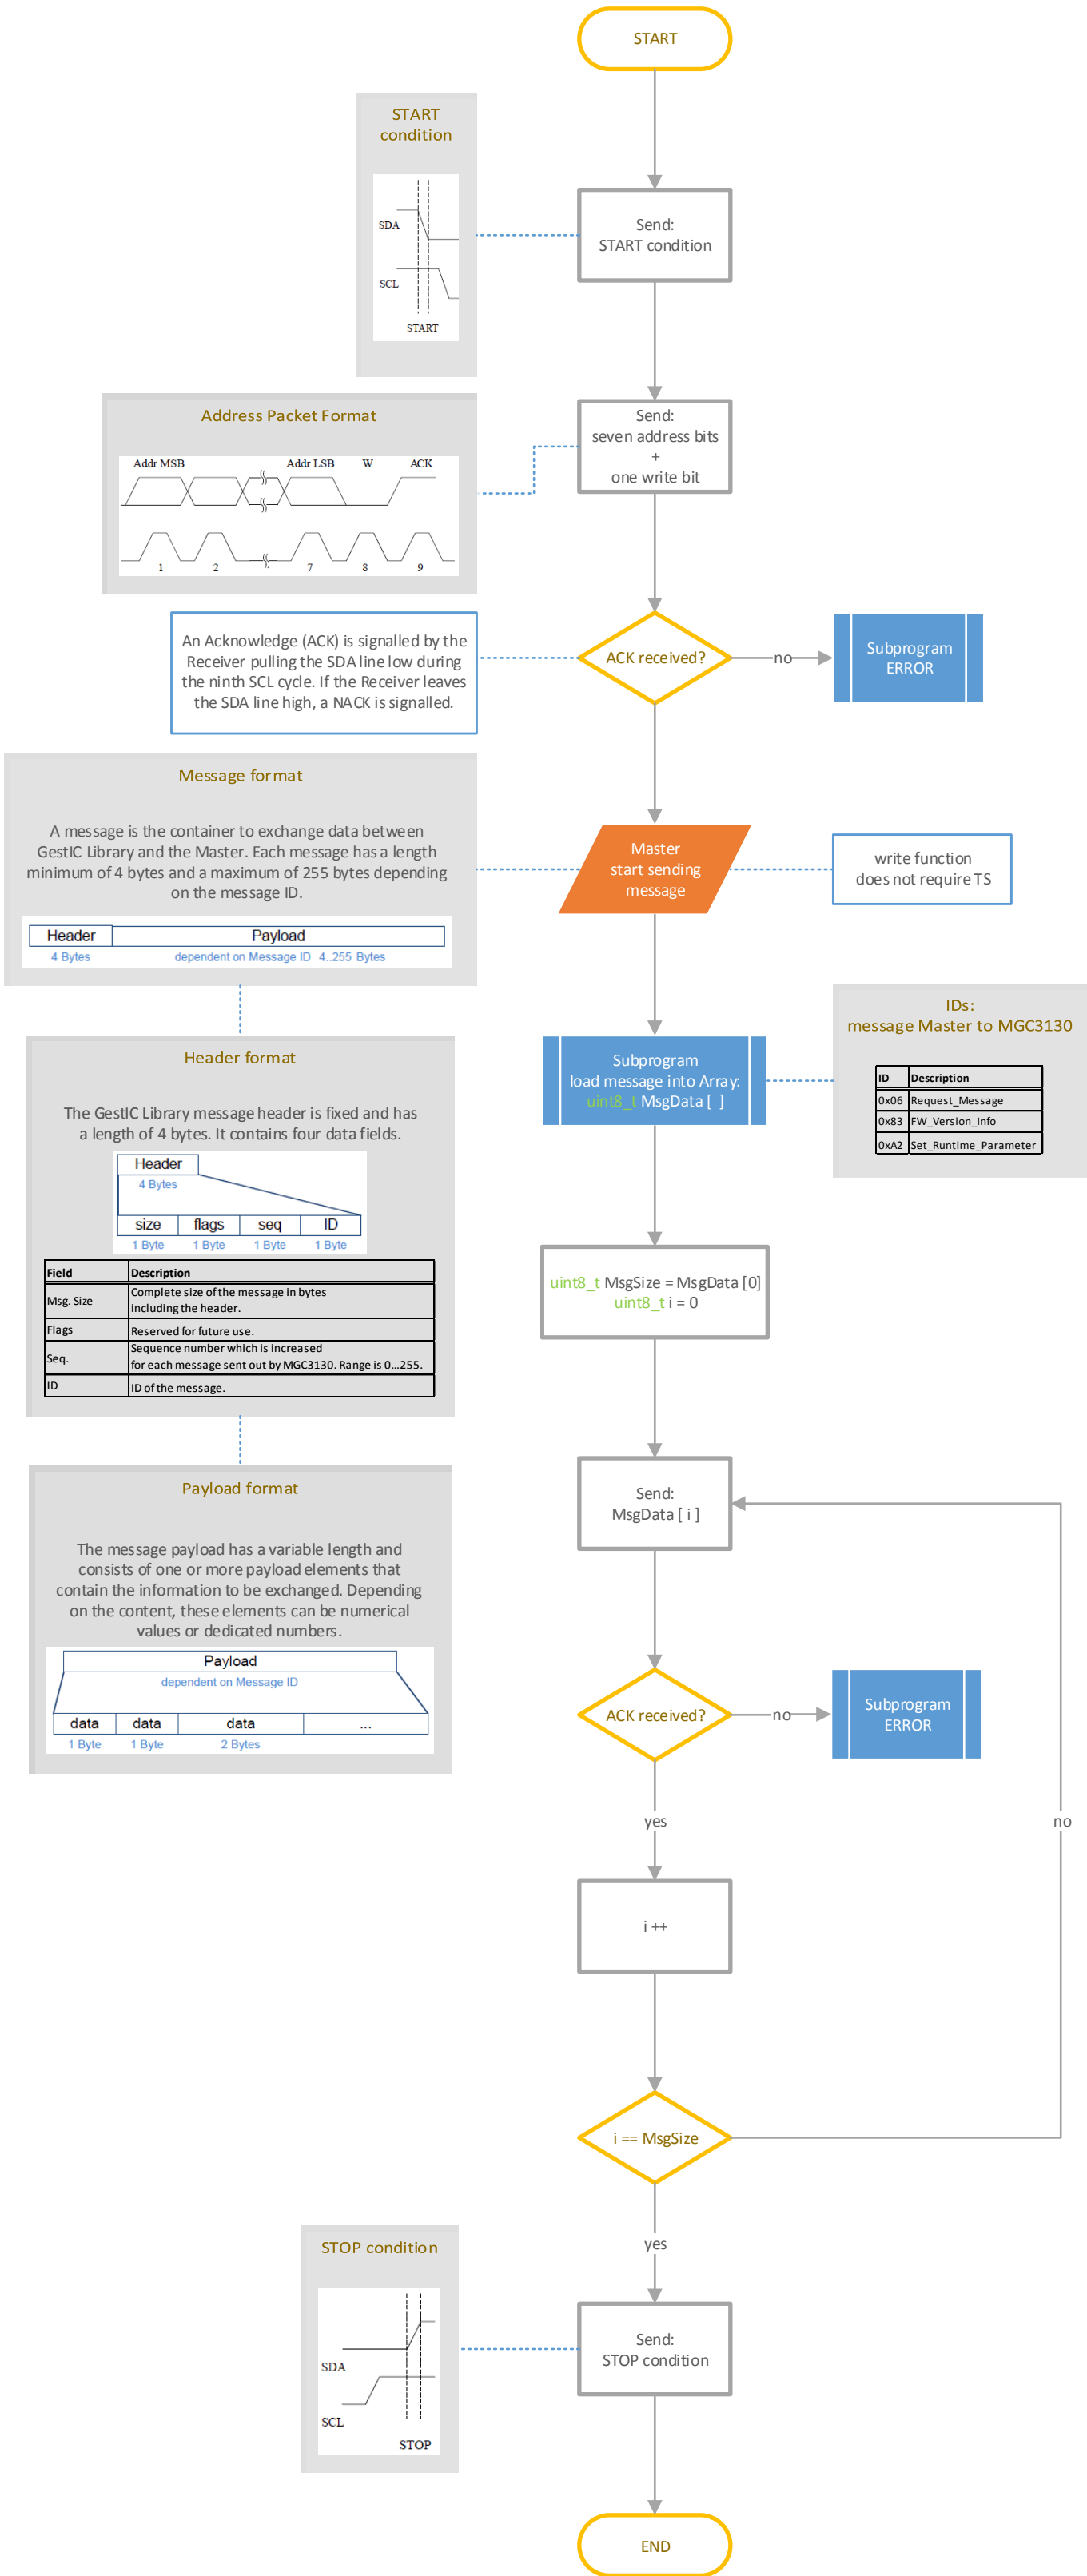 START
START
condition
SDA
SCL
START
Send:
START condition
Address Packet Format
Addr MSB Addr LSB W ACK
1 2 7 8 9
Send:
seven address bits
+
one write bit
An Acknowledge (ACK) is signalled by the
Receiver pulling the SDA line low during
the ninth SCL cycle. If the Receiver leaves
the SDA line high, a NACK is signalled.
ACK received?
no
Subprogram
ERROR
Message format
A message is the container to exchange data between
GestIC Library and the Master. Each message has a length
minimum of 4 bytes and a maximum of 255 bytes depending
on the message ID.
Header Payload
4 Bytes dependent on Message ID 4..255 Bytes
Master
start sending
message
write function
does not require TS
Header format
The GestIC Library message header is fixed and has
a length of 4 bytes. It contains four data fields.
Header
4 Bytes
size flags seq ID
1 Byte 1 Byte 1 Byte 1 Byte
Field Description
Msg. Size Complete size of the message in bytes
including the header.
Flags Reserved for future use.
Seq. Sequence number which is increased
for each message sent out by MGC3130. Range is 0...255.
ID ID of the message.
Subprogram
load message into Array:
uint8_t MsgData [ ]
IDs:
message Master to MGC3130
ID Description
0x06 Request_Message
0x83 FW_Version_Info
0xA2 Set_Runtime_Parameter
uint8_t MsgSize = MsgData [0]
uint8_t i = 0
Payload format
The message payload has a variable length and
consists of one or more payload elements that
contain the information to be exchanged. Depending
on the content, these elements can be numerical
values or dedicated numbers.
Payload
dependent on Message ID
data data data ...
1 Byte 1 Byte 2 Bytes
Send:
MsgData [ i ]
ACK received?
no
Subprogram
ERROR
yes
no
i ++
i == MsgSize
yes
STOP condition
SDA
SCL
STOP
Send:
STOP condition
END